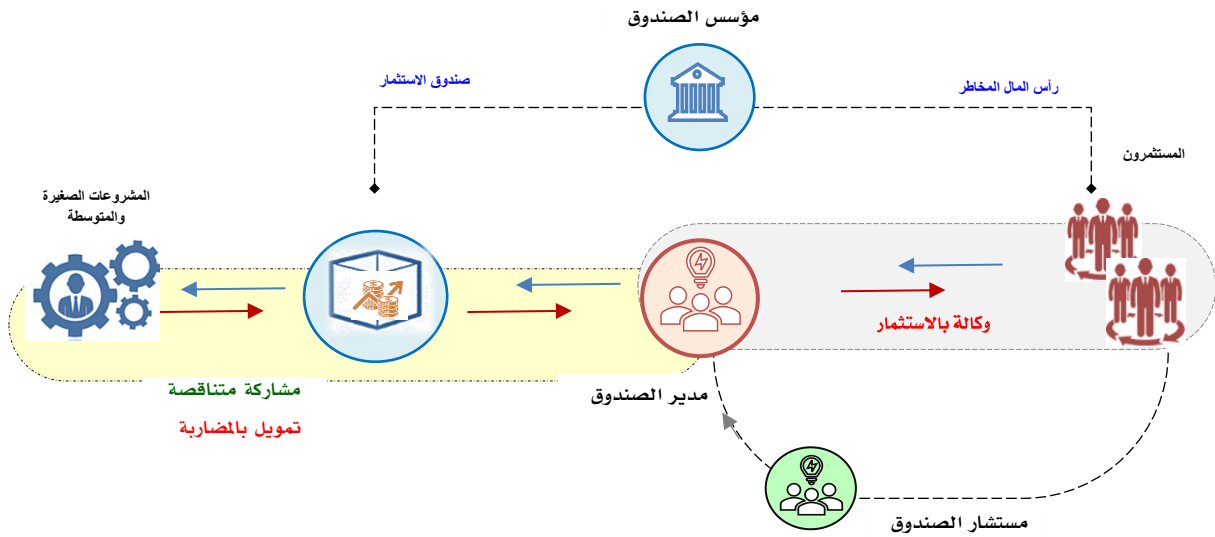 مؤسس الصندوق
رأس المال المخاطر
صندوق الاستثمار
المستثمرون
المشروعات الصغيرة
والمتوسطة
وكالة بالاستثمار
مدير الصندوق
مشاركة متناقصة
تمويل بالمضاربة
مستشار الصندوق